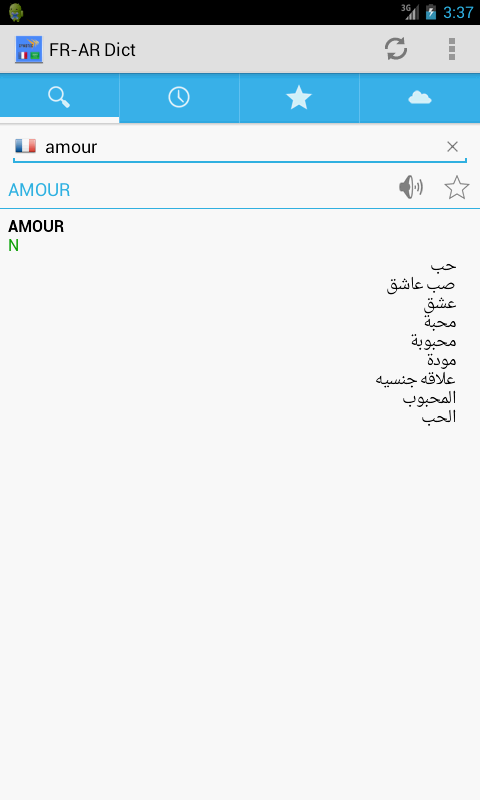 3G 3:37
FR-AR Dict
amour
AMOUR
AMOUR
N
حب
صب عاشق
عشق
محبة
محبوبة
مودة
علاقه جنسيه
المحبوب
الحب